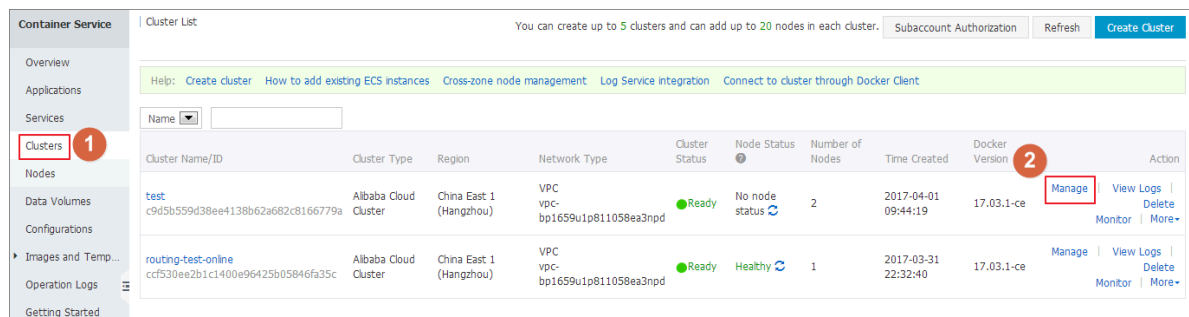 Container Service
Overview
Applications
Services
Clusters
1
Nodes
Data Volumes
Configurations
Images and Temp...
Operation Logs
Getting Started
Cluster List
You can create up to 5 clusters and can add up to 20 nodes in each cluster.
Subaccount Authorization
Refresh
Create Cluster
Help: Create cluster How to add existing ECS instances Cross-zone node management Log Service integration Connect to cluster through Docker Client
Name
Cluster Name/ID
Cluster Type
Region
Network Type
Cluster
Status
Node Status
Number of
Nodes
Time Created
Docker
Version
2
Action
test
c9d5b559d38ee4138b62a682c8166779a
Alibaba Cloud
Cluster
China East 1
(Hangzhou)
VPC
vpc-
bp1659u1p811058ea3npd
Ready
No node
status
2
2017-04-01
09:44:19
17.03.1-ce
Manage | View Logs |
Delete
Monitor | More
routing-test-online
ccf530ee2b1c1400e96425b05846fa35c
Alibaba Cloud
Cluster
China East 1
(Hangzhou)
VPC
vpc-
bp1659u1p811058ea3npd
Ready
Healthy
1
2017-03-31
22:32:40
17.03.1-ce
Manage | View Logs |
Delete
Monitor | More